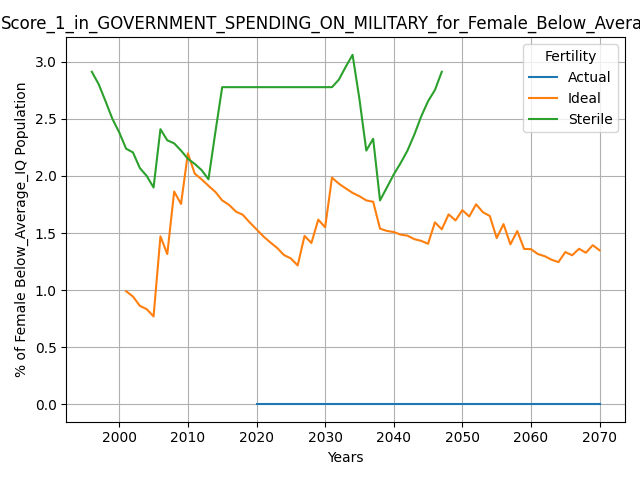 Score_1_in_GOVERNMENT_SPENDING_ON_MILITARY_for_Female_Below_Avera
Fertility
Actual
Ideal
Sterile
% of Female Below_Average_IQ Population
3.0
2.5
2.0
1.5
1.0
0.5
0.0
2000 2010 2020 2030 2040 2050 2060 2070
Years